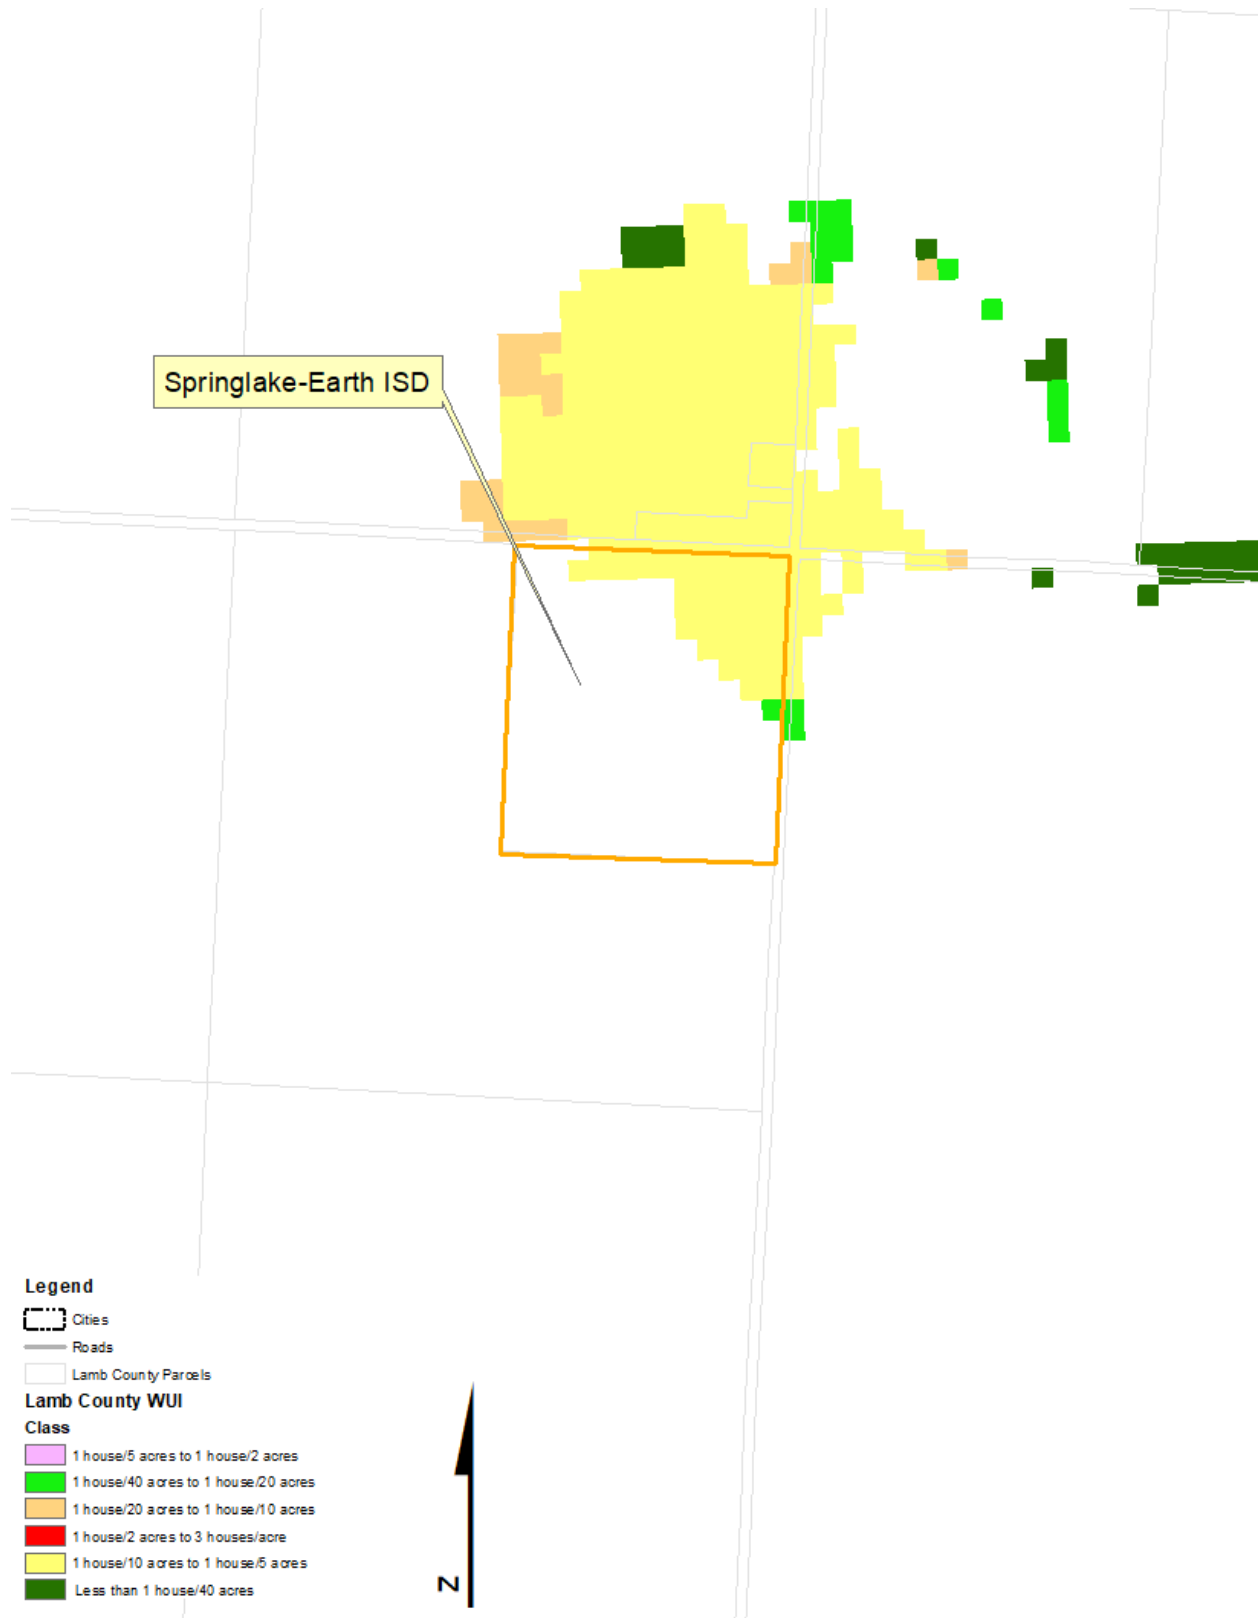 Springlake-Earth ISD
Legend
Cities
Roads
Lamb County Parcels
Lamb County WUI
Class
1 house/5 acres to 1 house/2 acres
1 house/40 acres to 1 house/20 acres
1 house/20 acres to 1 house/10 acres
1 house/2 acres to 3 houses/acre
1 house/10 acres to 1 house/5 acres
Less than 1 house/40 acres
N